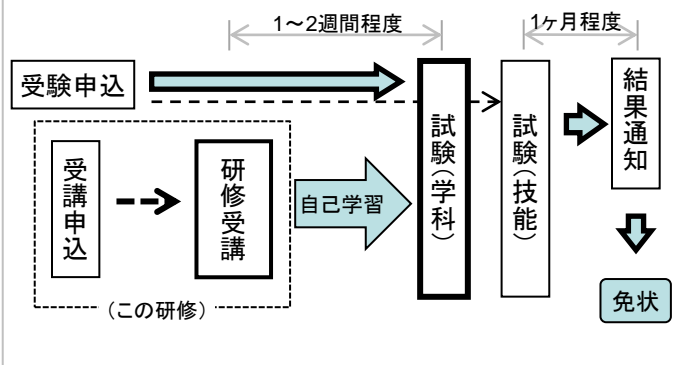 1～2週間程度
1ヶ月程度
受験申込
試験（学科）
試験（技能）
結果通知
受講申込
研修受講
自己学習
（この研修）
免状